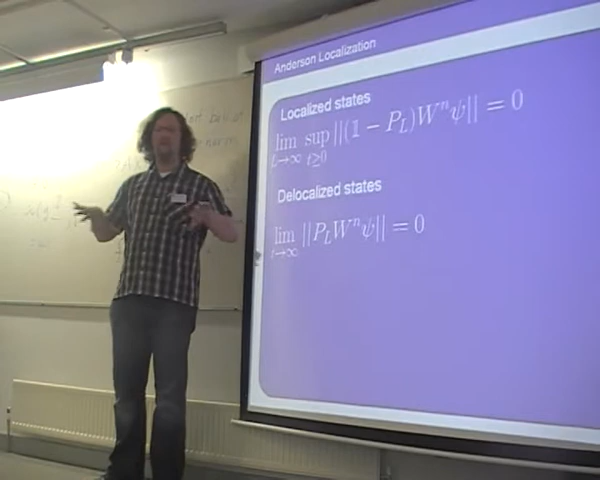 Anderson Localization
Localized states
lim L→∞ sup t≥0 ||(𝟙 − P_L)W^n ψ|| = 0
Delocalized states
lim t→∞ ||P_L W^n ψ|| = 0